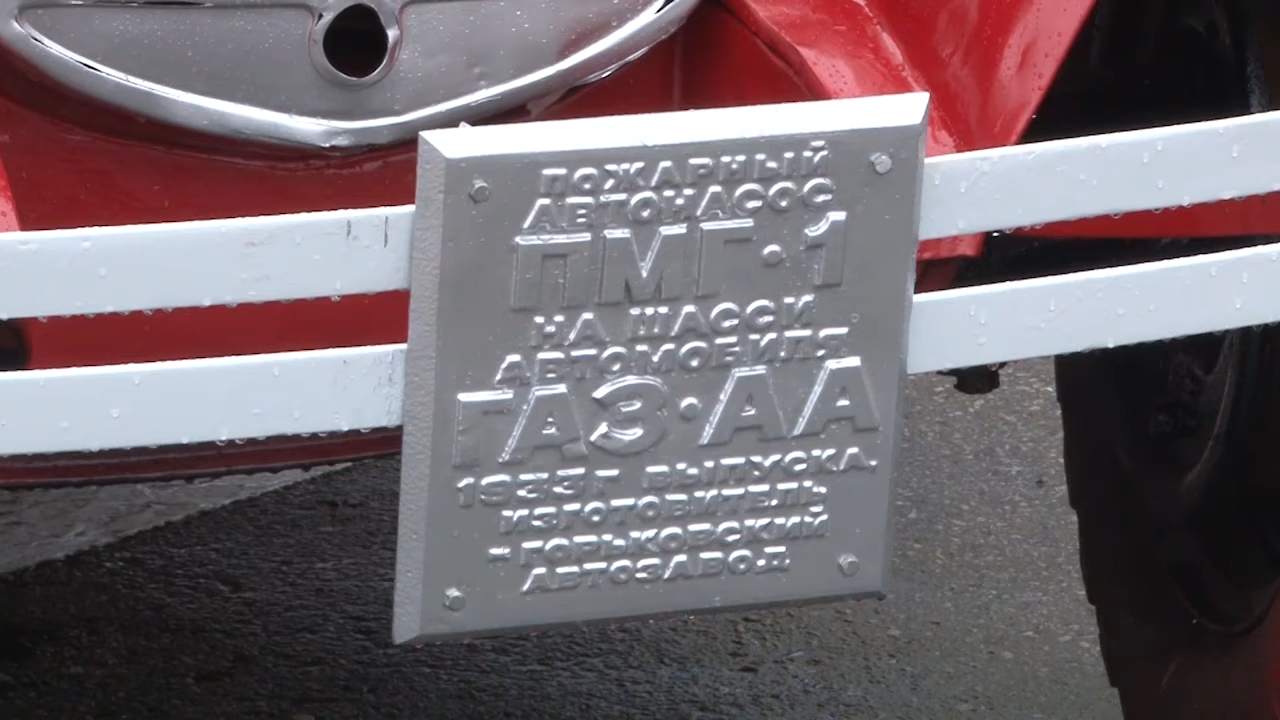 ПОЖАРНЫЙ
АВТОНАСОС
ПМГ·1
НА ШАССИ
АВТОМОБИЛЯ
ГАЗ·АА
1933Г ВЫПУСКА,
ИЗГОТОВИТЕЛЬ
-ГОРЬКОВСКИЙ
АВТОЗАВОД